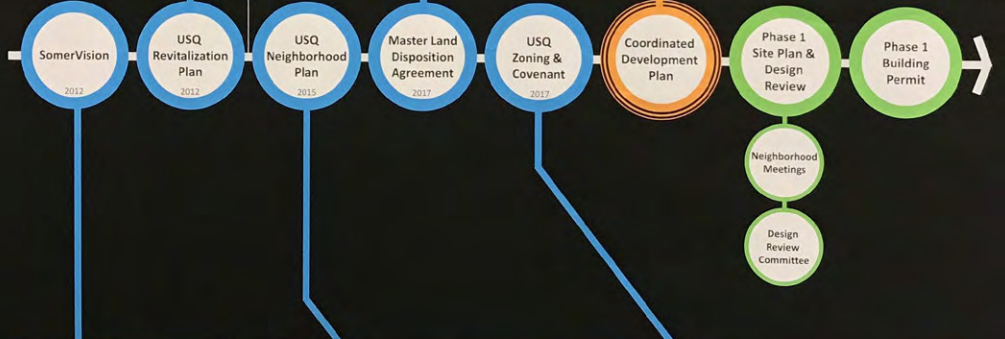 SomerVision
2012
USQ
Revitalization
Plan
2012
USQ
Neighborhood
Plan
2015
Master Land
Disposition
Agreement
2017
USQ
Zoning &
Covenant
2017
Coordinated
Development
Plan
Phase 1
Site Plan &
Design
Review
Neighborhood
Meetings
Design
Review
Committee
Phase 1
Building
Permit